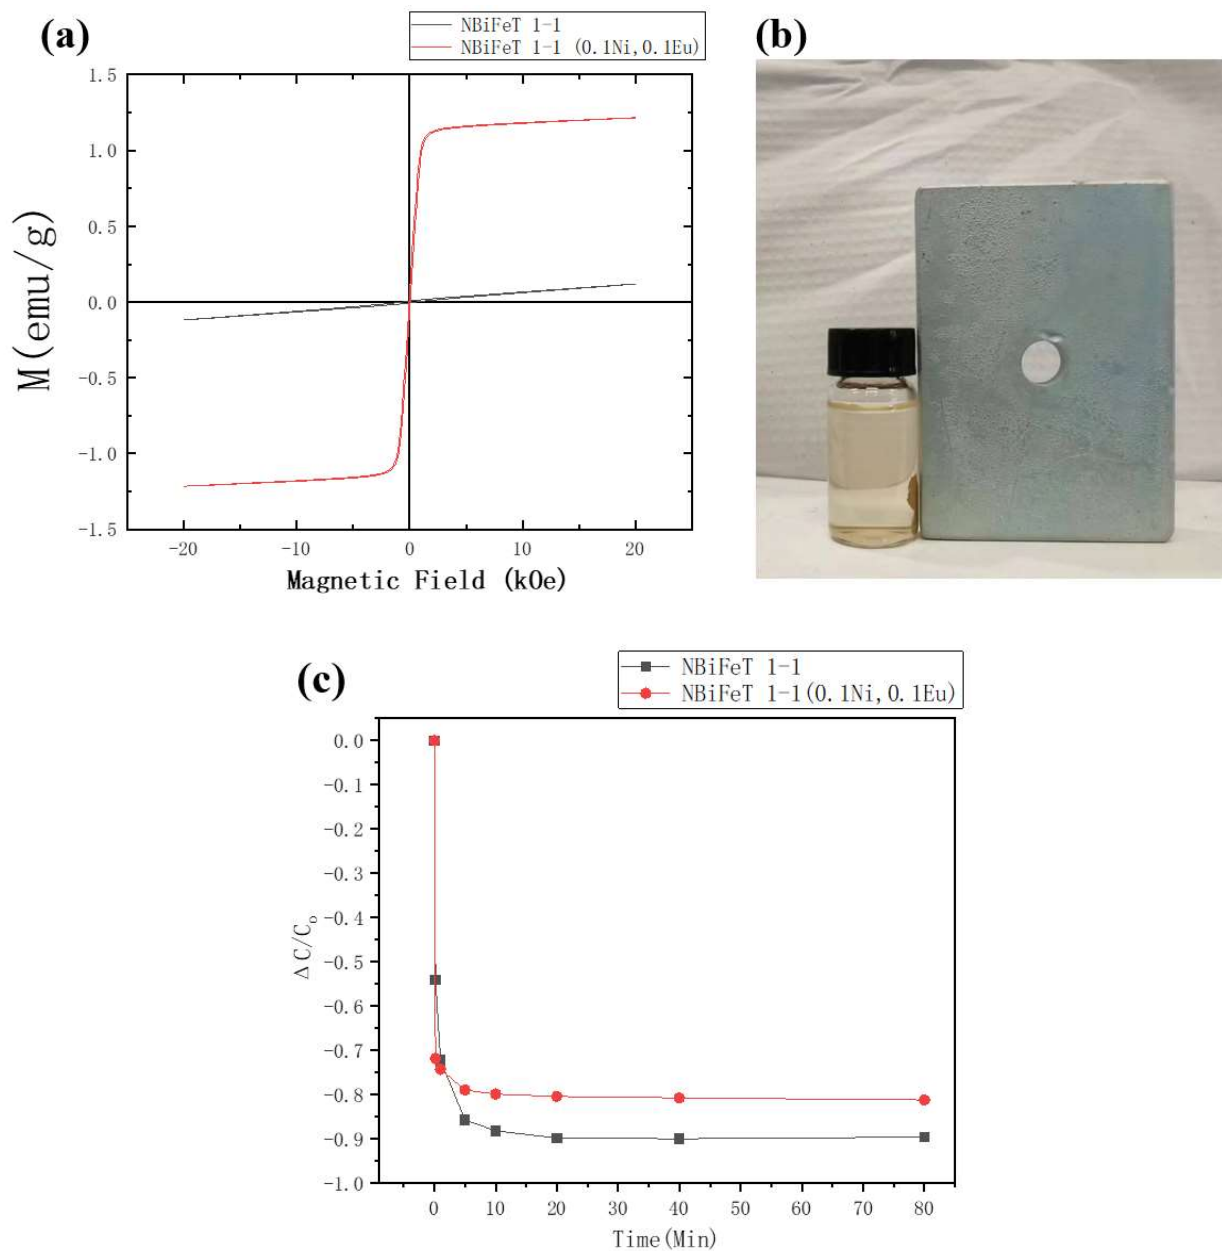 (a)
NBiFeT 1-1
NBiFeT 1-1 (0.1Ni,0.1Eu)
1.5
1.0
0.5
0.0
-0.5
-1.0
-1.5
M(emu/g)
-20
-10
0
10
20
Magnetic Field (kOe)
(b)
(c)
NBiFeT 1-1
NBiFeT 1-1(0.1Ni,0.1Eu)
0.0
-0.1
-0.2
-0.3
-0.4
-0.5
-0.6
-0.7
-0.8
-0.9
-1.0
ΔC/C₀
0
10
20
30
40
50
60
70
80
Time(Min)